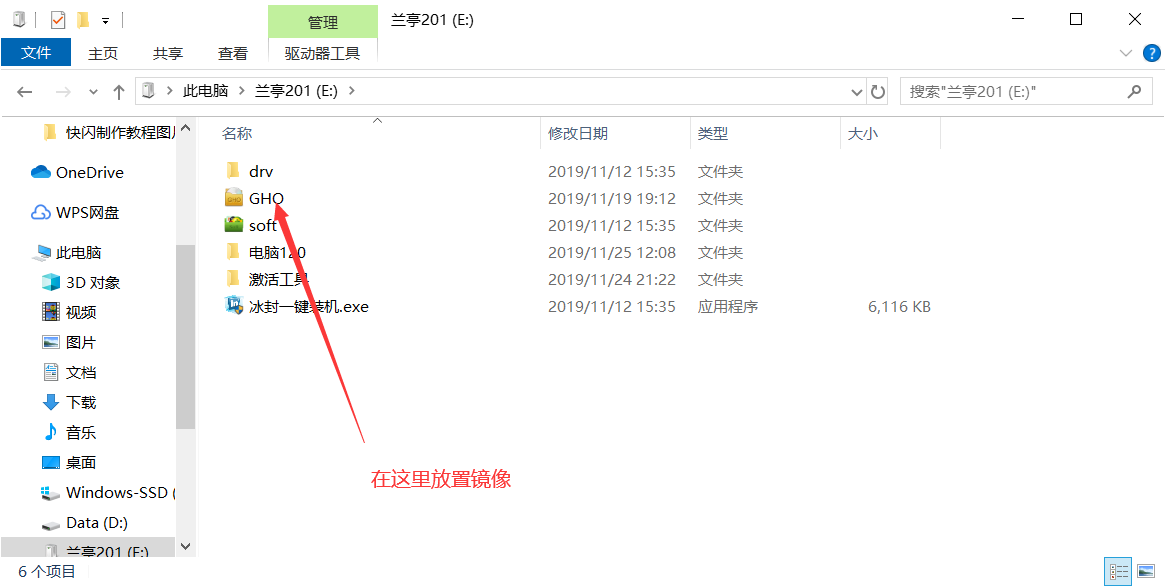 管理
兰亭201 (E:)
文件
主页
共享
查看
驱动器工具
此电脑
兰亭201 (E:)
搜索"兰亭201 (E:)"
快闪制作教程图片
OneDrive
WPS网盘
此电脑
3D 对象
视频
图片
文档
下载
音乐
桌面
Windows-SSD (
Data (D:)
兰亭201 (E:)
名称 修改日期 类型 大小
drv 2019/11/12 15:35 文件夹
GHO 2019/11/19 19:12 文件夹
soft 2019/11/12 15:35 文件夹
电脑120 2019/11/25 12:08 文件夹
激活工具 2019/11/24 21:22 文件夹
冰封一键装机.exe 2019/11/12 15:35 应用程序 6,116 KB
在这里放置镜像
6 个项目